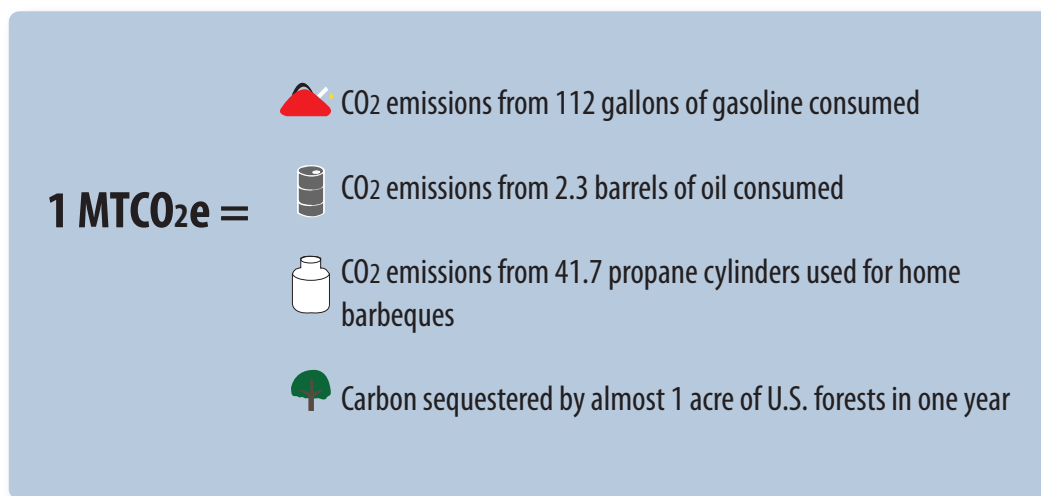 CO2 emissions from 112 gallons of gasoline consumed
CO2 emissions from 2.3 barrels of oil consumed
1 MTCO2e =
CO2 emissions from 41.7 propane cylinders used for home
barbeques
Carbon sequestered by almost 1 acre of U.S. forests in one year